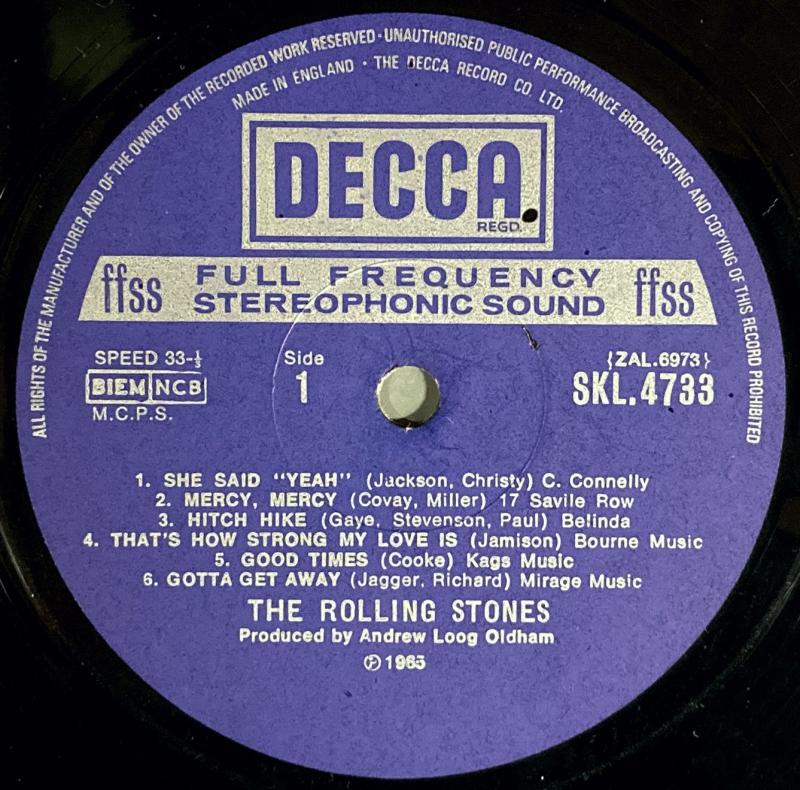 ALL RIGHTS OF THE MANUFACTURER AND OF THE OWNER OF THE RECORDED WORK RESERVED · UNAUTHORISED PUBLIC PERFORMANCE BROADCASTING AND COPYING OF THIS RECORD PROHIBITED
MADE IN ENGLAND · THE DECCA RECORD CO. LTD.
DECCA
REGD.
ffss FULL FREQUENCY ffss
STEREOPHONIC SOUND
SPEED 33-⅓ Side {ZAL.6973}
BIEM NCB 1 SKL.4733
M.C.P.S.
1. SHE SAID "YEAH" (Jackson, Christy) C. Connelly
2. MERCY, MERCY (Covay, Miller) 17 Savile Row
3. HITCH HIKE (Gaye, Stevenson, Paul) Belinda
4. THAT'S HOW STRONG MY LOVE IS (Jamison) Bourne Music
5. GOOD TIMES (Cooke) Kags Music
6. GOTTA GET AWAY (Jagger, Richard) Mirage Music
THE ROLLING STONES
Produced by Andrew Loog Oldham
℗ 1965